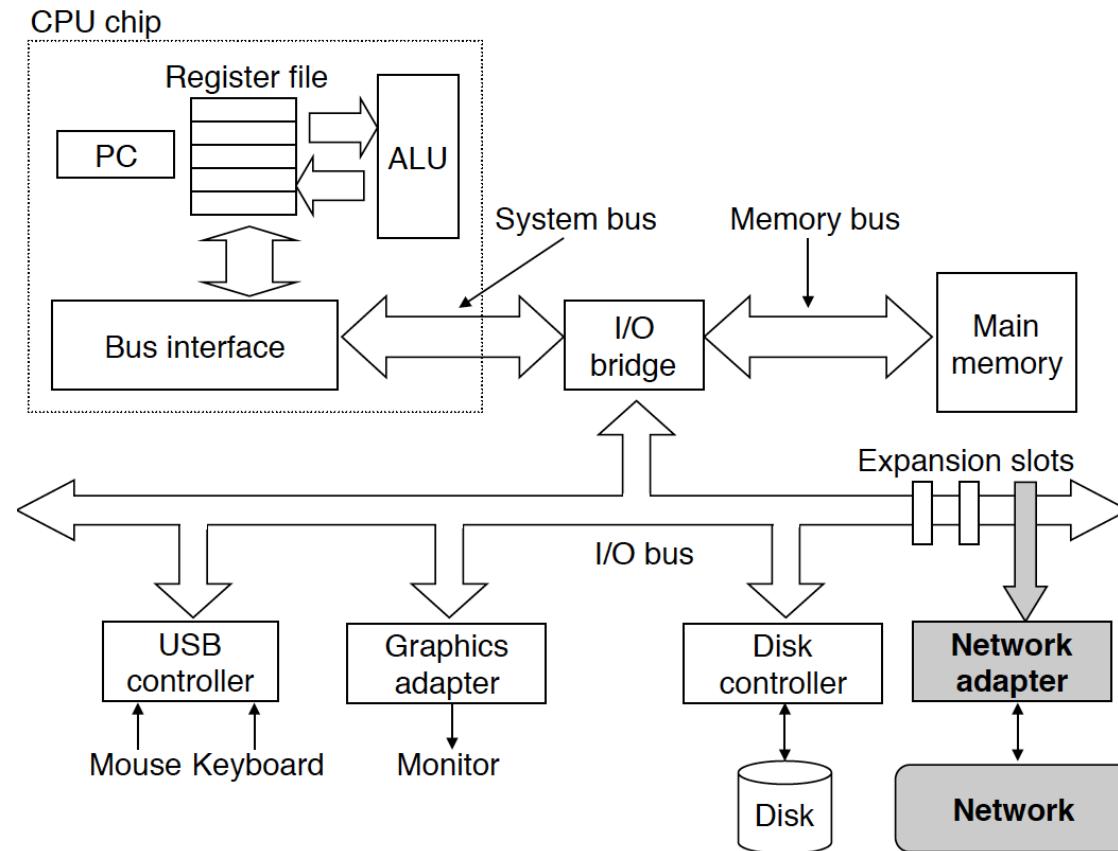 CPU chip
Register file
PC
ALU
System bus
Memory bus
Bus interface
I/O
bridge
Main
memory
Expansion slots
I/O bus
USB
controller
Graphics
adapter
Disk
controller
Network
adapter
Mouse
Keyboard
Monitor
Disk
Network